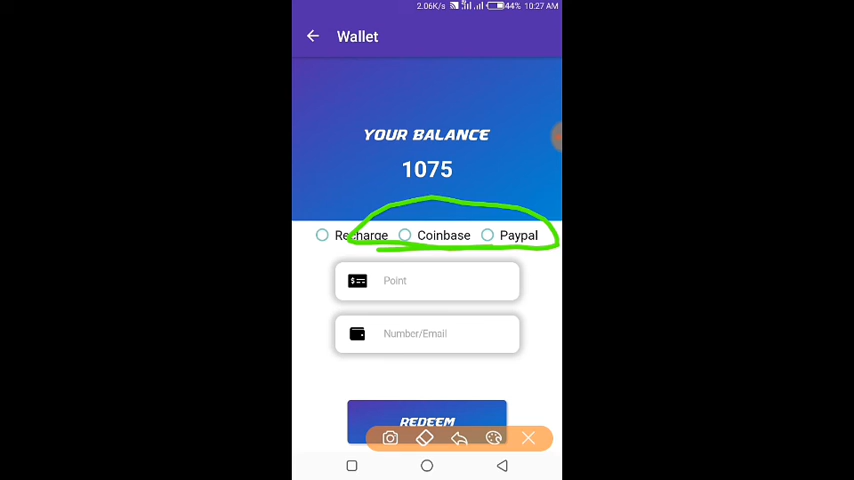 2.06K/s 44% 10:27 AM
Wallet
YOUR BALANCE
1075
Recharge Coinbase Paypal
Point
Number/Email
REDEEM